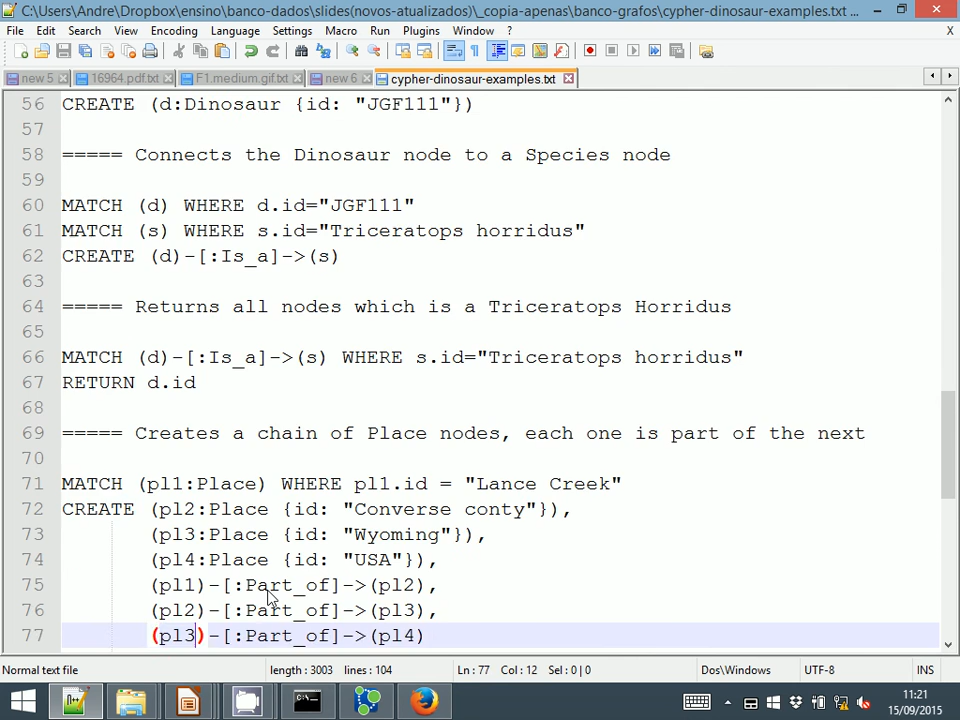 C:\Users\Andre\Dropbox\ensino\banco-dados\slides(novos-atualizados)\_copia-apenas\banco-grafos\cypher-dinosaur-examples.txt ...
File Edit Search View Encoding Language Settings Macro Run Plugins Window ? X
new 5 16964.pdf.txt F1.medium.gif.txt new 6 cypher-dinosaur-examples.txt
56 CREATE (d:Dinosaur {id: "JGF111"})
57
58 ===== Connects the Dinosaur node to a Species node
59
60 MATCH (d) WHERE d.id="JGF111"
61 MATCH (s) WHERE s.id="Triceratops horridus"
62 CREATE (d)-[:Is_a]->(s)
63
64 ===== Returns all nodes which is a Triceratops Horridus
65
66 MATCH (d)-[:Is_a]->(s) WHERE s.id="Triceratops horridus"
67 RETURN d.id
68
69 ===== Creates a chain of Place nodes, each one is part of the next
70
71 MATCH (pl1:Place) WHERE pl1.id = "Lance Creek"
72 CREATE (pl2:Place {id: "Converse conty"}),
73 (pl3:Place {id: "Wyoming"}),
74 (pl4:Place {id: "USA"}),
75 (pl1)-[:Part_of]->(pl2),
76 (pl2)-[:Part_of]->(pl3),
77 (pl3)-[:Part_of]->(pl4)
Normal text file length : 3003 lines : 104 Ln : 77 Col : 12 Sel : 0 | 0 Dos\Windows UTF-8 INS
11:21
15/09/2015